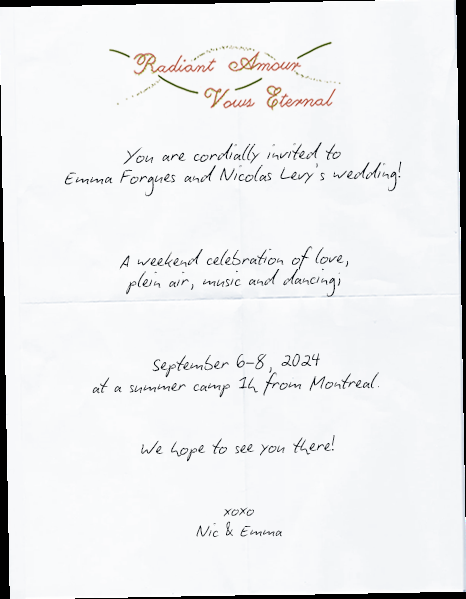 Radiant Amour
Vows Eternal
You are cordially invited to
Emma Forgues and Nicolas Levy's wedding!
A weekend celebration of love,
plein air, music and dancing;
September 6-8, 2024
at a summer camp 1h from Montreal.
We hope to see you there!
xoxo
Nic & Emma